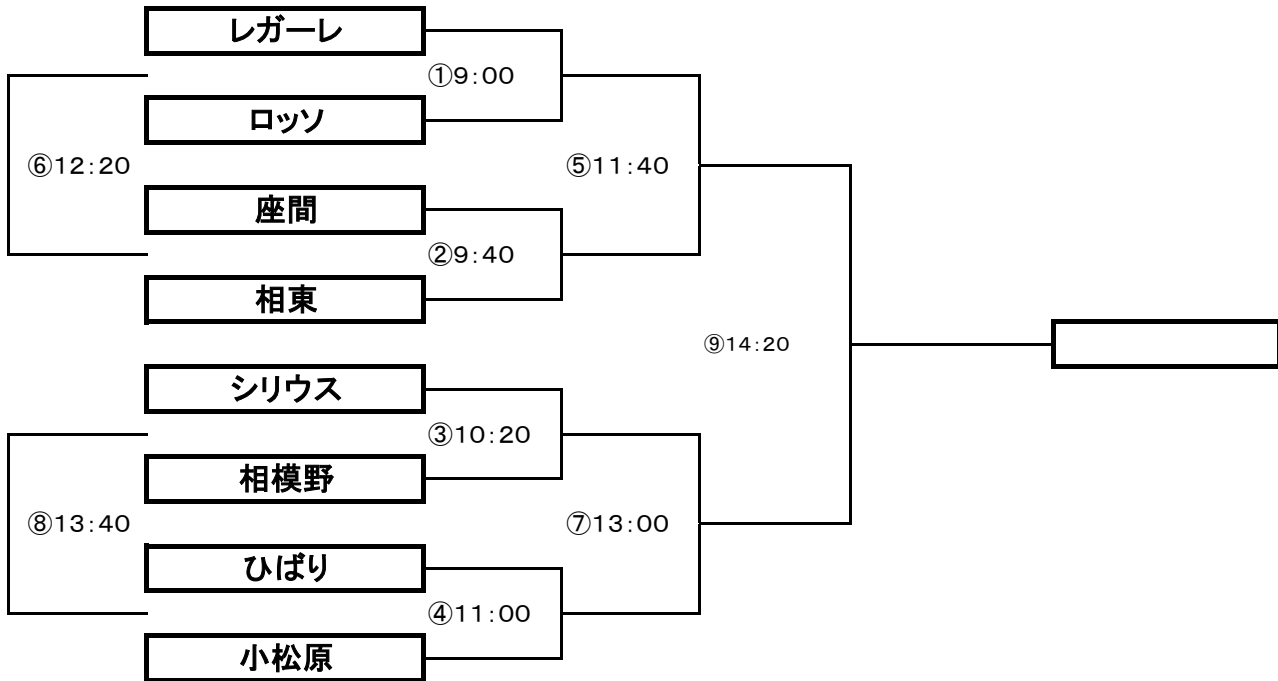 レガーレ
①9:00
ロッソ
⑥12:20
⑤11:40
座間
②9:40
相東
⑨14:20
シリウス
③10:20
相模野
⑧13:40
⑦13:00
ひばり
④11:00
小松原